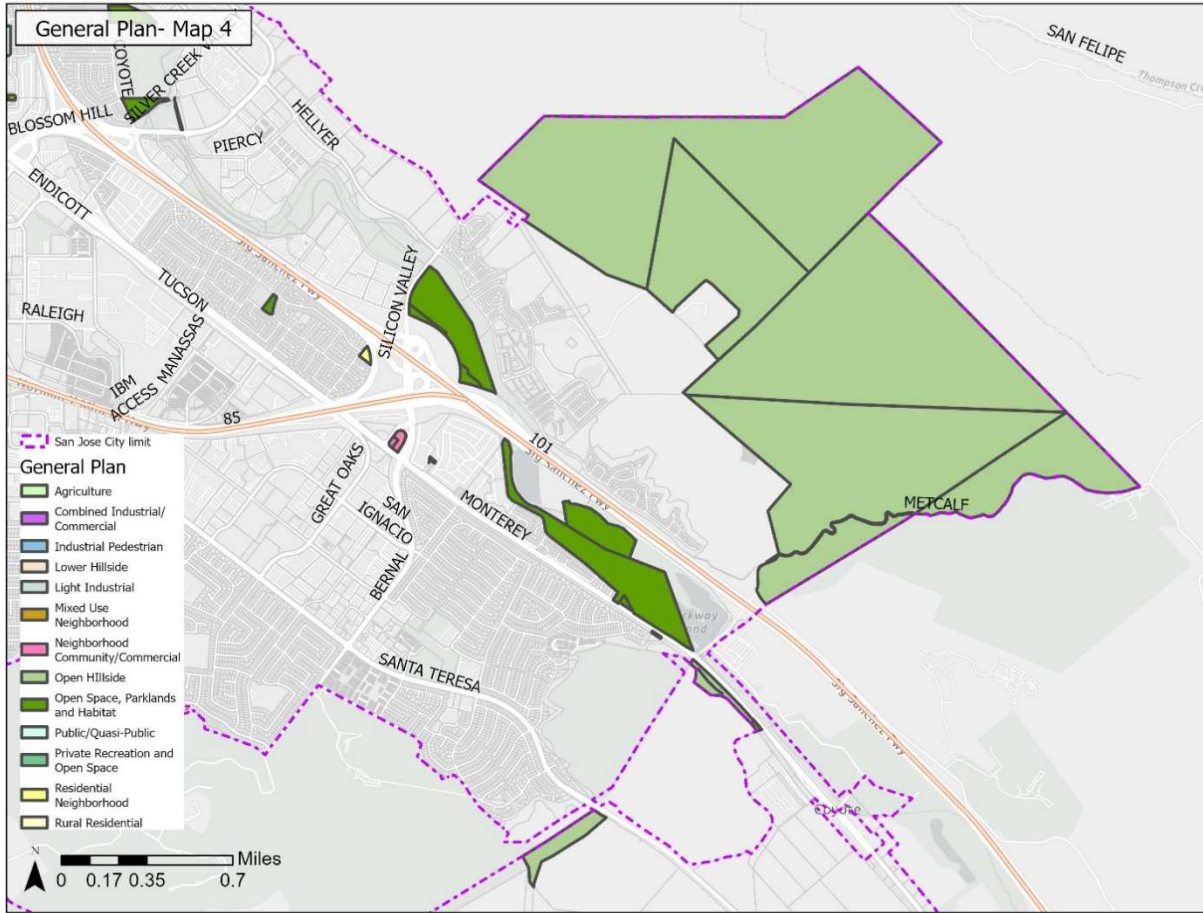 General Plan- Map 4
SAN FELIPE
Thompson Cre
COYOTE
SILVER CREEK VA
BLOSSOM HILL
PIERCY
HELLYER
ENDICOTT
Sig Sanchez Fwy
TUCSON
SILICON VALLEY
RALEIGH
IBM
ACCESS MANASSAS
85
101
Sig Sanchez Fwy
GREAT OAKS
SAN
IGNACIO
BERNAL
MONTEREY
METCALF
SANTA TERESA
Sig Sanchez Fwy
Coyote
San Jose City limit
General Plan
Agriculture
Combined Industrial/
Commercial
Industrial Pedestrian
Lower Hillside
Light Industrial
Mixed Use
Neighborhood
Neighborhood
Community/Commercial
Open HIllside
Open Space, Parklands
and Habitat
Public/Quasi-Public
Private Recreation and
Open Space
Residential
Neighborhood
Rural Residential
N
Miles
0 0.17 0.35 0.7